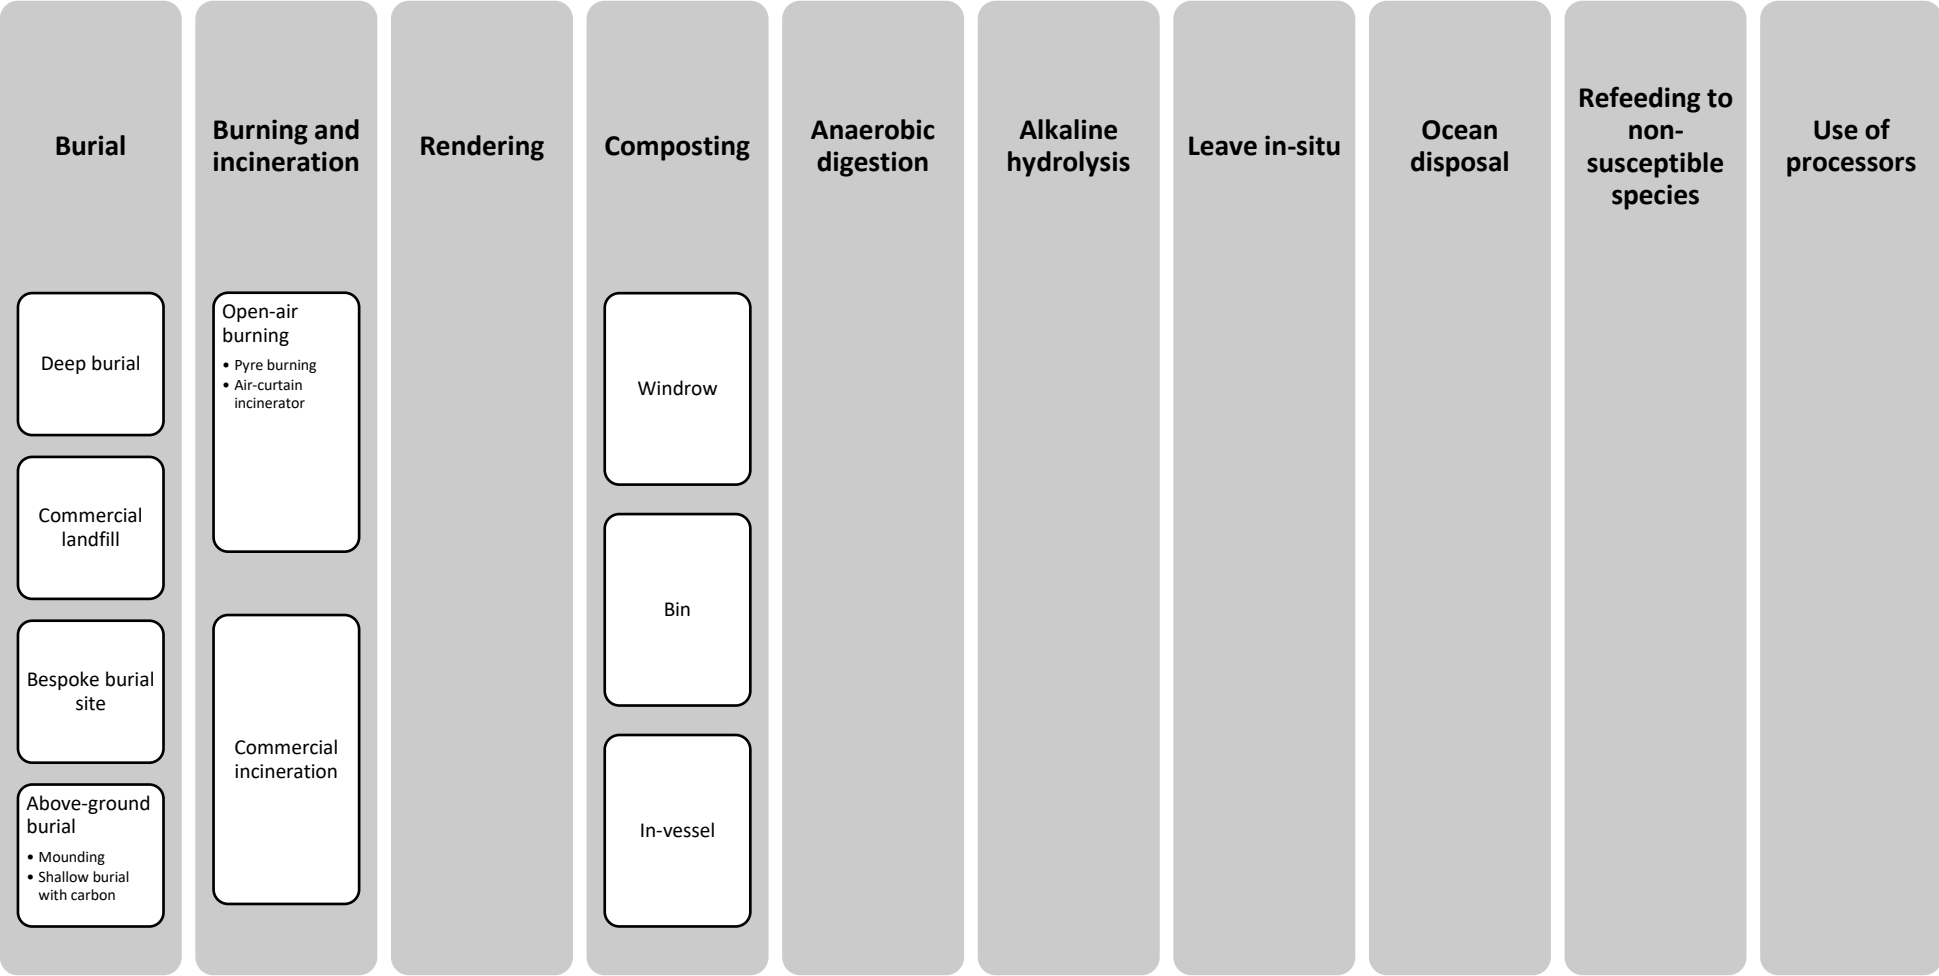 Burial
Deep burial
Commercial
landfill
Bespoke burial
site
Above-ground
burial
• Mounding
• Shallow burial
with carbon
Burning and
incineration
Open-air
burning
• Pyre burning
• Air-curtain
incinerator
Commercial
incineration
Rendering
Composting
Windrow
Bin
In-vessel
Anaerobic
digestion
Alkaline
hydrolysis
Leave in-situ
Ocean
disposal
Refeeding to
non-
susceptible
species
Use of
processors